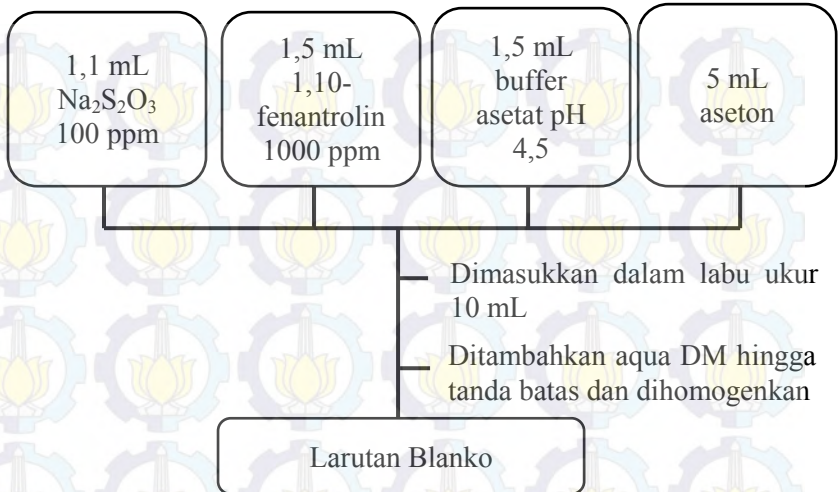 1,1 mL
Na₂S₂O₃
100 ppm
1,5 mL
1,10-
fenantrolin
1000 ppm
1,5 mL
buffer
asetat pH
4,5
5 mL
aseton
Dimasukkan dalam labu ukur
10 mL
Ditambahkan aqua DM hingga
tanda batas dan dihomogenkan
Larutan Blanko